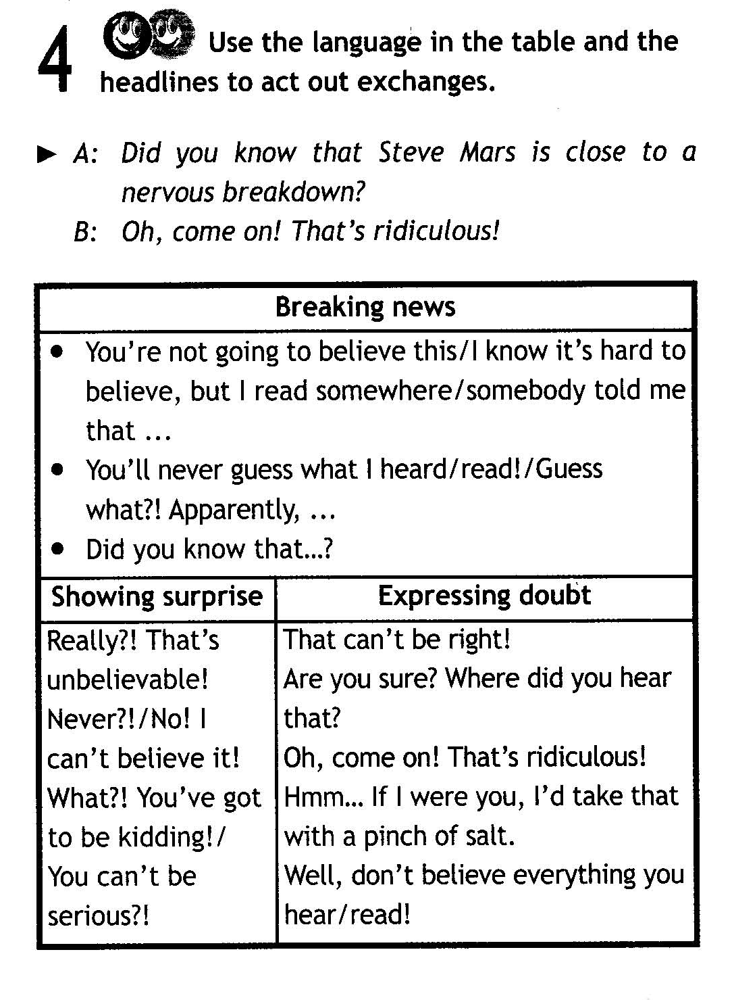 4 Use the language in the table and the
headlines to act out exchanges.
► A: Did you know that Steve Mars is close to a
nervous breakdown?
B: Oh, come on! That's ridiculous!
Breaking news
• You're not going to believe this/I know it's hard to
believe, but I read somewhere/somebody told me
that ...
• You'll never guess what I heard/read!/Guess
what?! Apparently, ...
• Did you know that...?
Showing surprise
Really?! That's
unbelievable!
Never?!/No! I
can't believe it!
What?! You've got
to be kidding!/
You can't be
serious?!
Expressing doubt
That can't be right!
Are you sure? Where did you hear
that?
Oh, come on! That's ridiculous!
Hmm... If I were you, I'd take that
with a pinch of salt.
Well, don't believe everything you
hear/read!